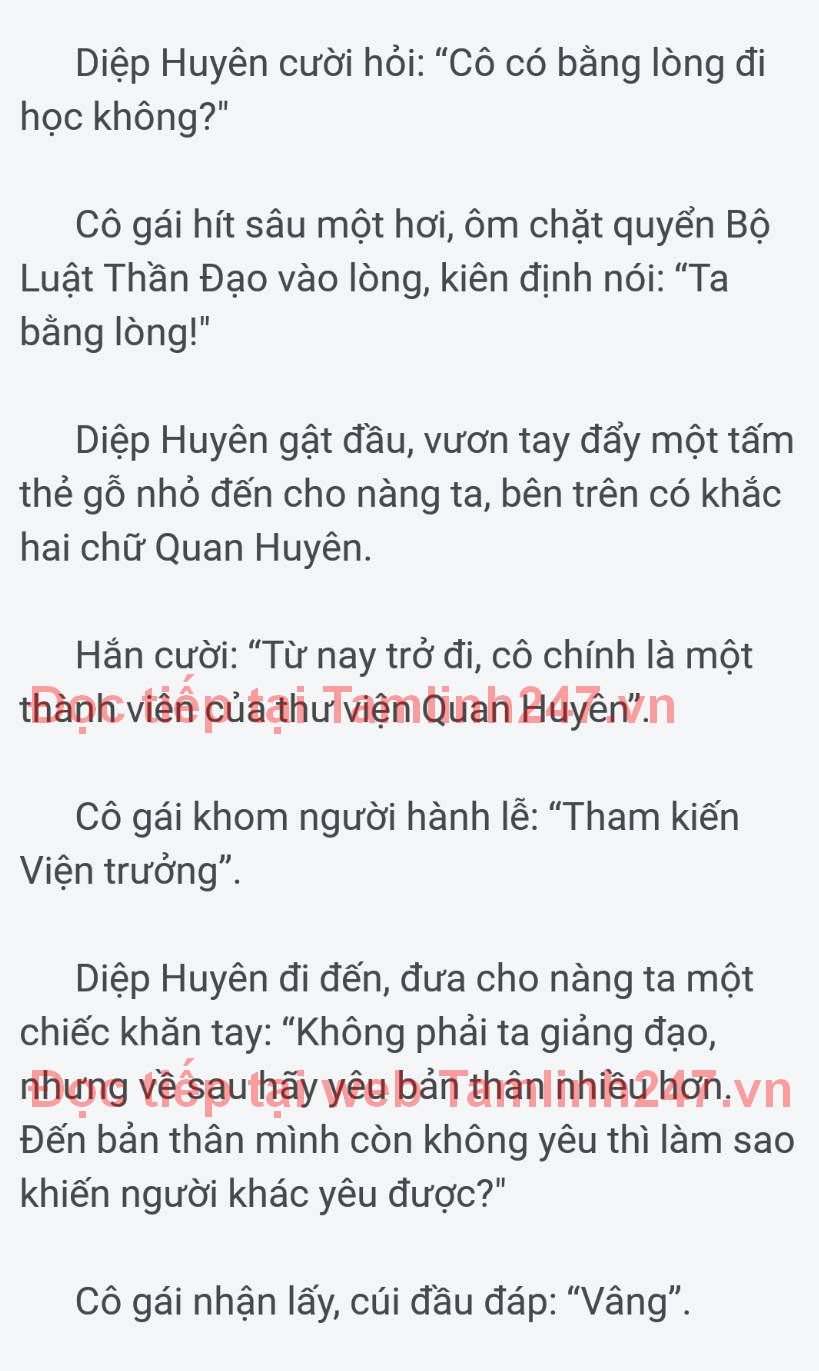 Diệp Huyên cười hỏi: “Cô có bằng lòng đi
học không?"
Cô gái hít sâu một hơi, ôm chặt quyển Bộ
Luật Thần Đạo vào lòng, kiên định nói: “Ta
bằng lòng!"
Diệp Huyên gật đầu, vươn tay đẩy một tấm
thẻ gỗ nhỏ đến cho nàng ta, bên trên có khắc
hai chữ Quan Huyên.
Hắn cười: “Từ nay trở đi, cô chính là một
thành viên của thư viện Quan Huyên”.
Đọc tiếp tại Tamlinh247.vn
Cô gái khom người hành lễ: “Tham kiến
Viện trưởng”.
Diệp Huyên đi đến, đưa cho nàng ta một
chiếc khăn tay: “Không phải ta giảng đạo,
nhưng về sau hãy yêu bản thân nhiều hơn.
Đọc tiếp tại web Tamlinh247.vn
Đến bản thân mình còn không yêu thì làm sao
khiến người khác yêu được?"
Cô gái nhận lấy, cúi đầu đáp: “Vâng”.